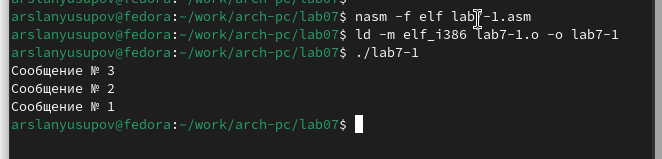 arslanyusupov@fedora:~/work/arch-pc/lab07$ nasm -f elf lab7-1.asm
arslanyusupov@fedora:~/work/arch-pc/lab07$ ld -m elf_i386 lab7-1.o -o lab7-1
arslanyusupov@fedora:~/work/arch-pc/lab07$ ./lab7-1
Сообщение № 3
Сообщение № 2
Сообщение № 1
arslanyusupov@fedora:~/work/arch-pc/lab07$